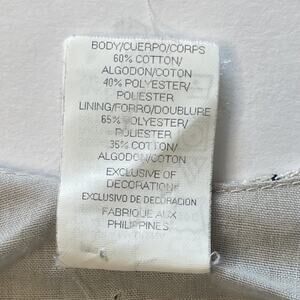 BODY/CUERPO/CORPS
60% COTTON/
ALGODON/COTON
40% POLYESTER/
POLIESTER
LINING/FORRO/DOUBLURE
65% POLYESTER/
POLIESTER
35% COTTON/
ALGODON/COTON
EXCLUSIVE OF
DECORATION
EXCLUSIVO DE DECORACION
FABRIQUE AUX
PHILIPPINES